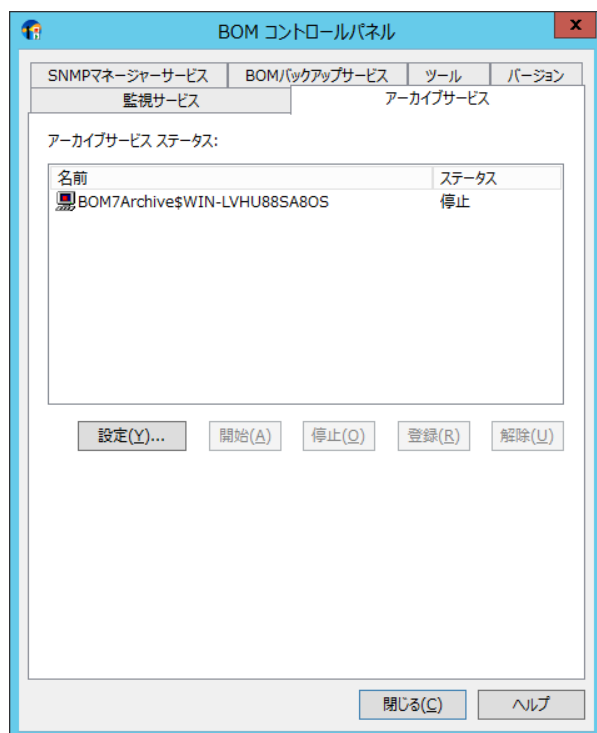 BOM コントロールパネル
x
SNMPマネージャーサービス BOMバックアップサービス ツール バージョン
監視サービス アーカイブサービス
アーカイブサービス ステータス:
名前 ステータス
BOM7Archive$WIN-LVHU88SA8OS 停止
設定(Y)... 開始(A) 停止(O) 登録(R) 解除(U)
閉じる(C) ヘルプ